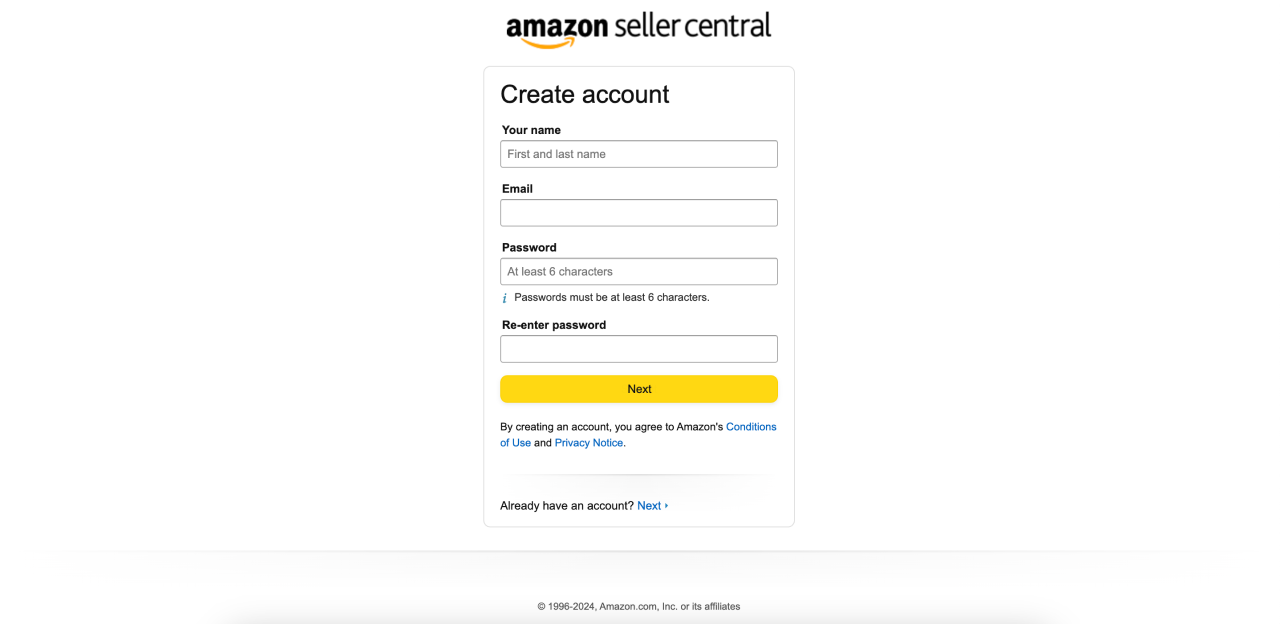 amazon seller central
Create account
Your name
First and last name
Email
Password
At least 6 characters
i Passwords must be at least 6 characters.
Re-enter password
Next
By creating an account, you agree to Amazon's Conditions
of Use and Privacy Notice.
Already have an account? Next
© 1996-2024, Amazon.com, Inc. or its affiliates